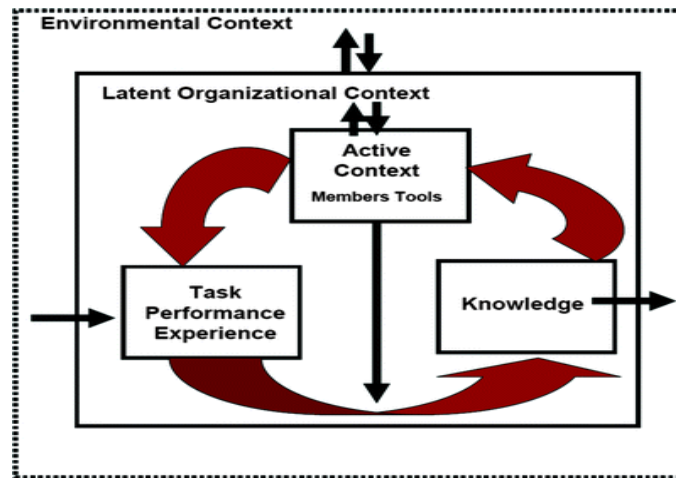 Environmental Context
Latent Organizational Context
Active
Context
Members Tools
Task
Performance
Experience
Knowledge